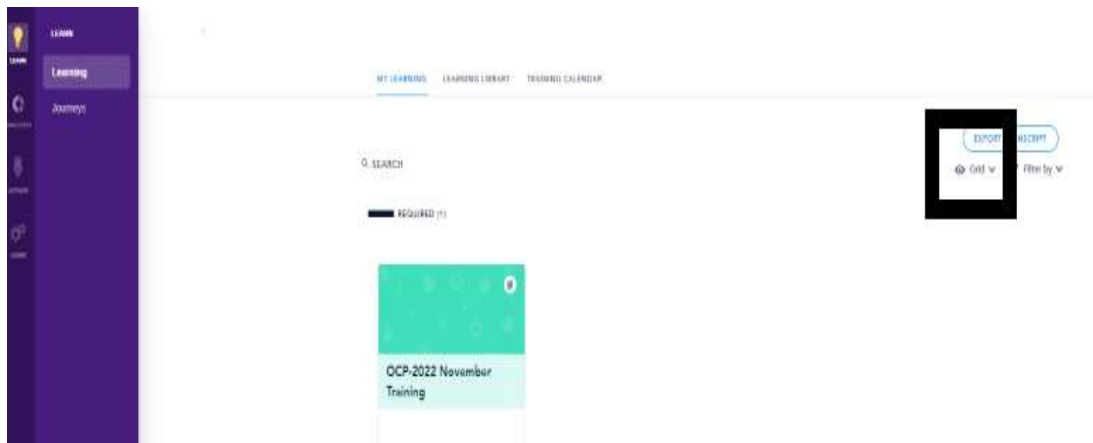 LEARN
LEARN
Learning
Journeys
MY LEARNING LEARNING LIBRARY TRAINING CALENDAR
EXPORT
SEARCH
Grid Filter by
REQUIRED (1)
OCP-2022 November
Training